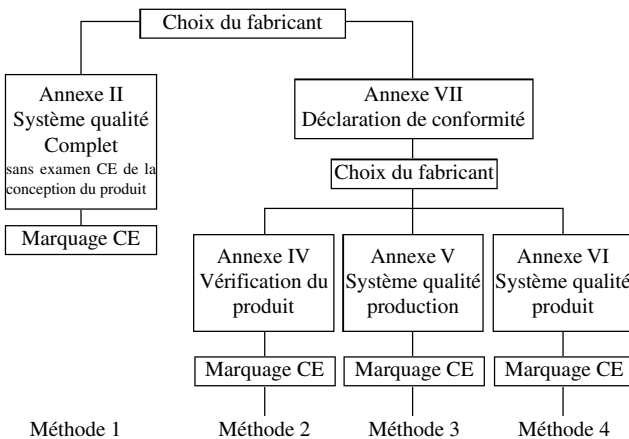 Choix du fabricant
Annexe II
Système qualité
Complet
sans examen CE de la
conception du produit
Marquage CE
Annexe VII
Déclaration de conformité
Choix du fabricant
Annexe IV
Vérification du
produit
Annexe V
Système qualité
production
Annexe VI
Système qualité
produit
Marquage CE
Marquage CE
Marquage CE
Méthode 1
Méthode 2
Méthode 3
Méthode 4